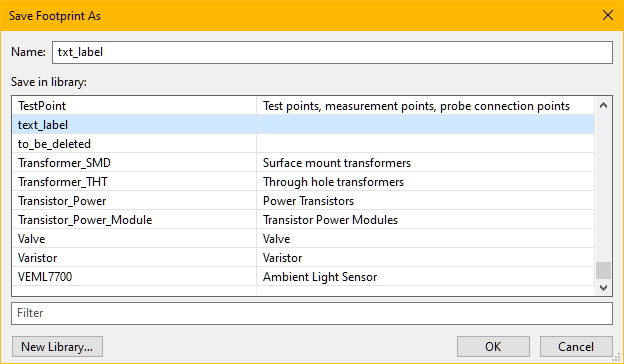 Save Footprint As
Name: txt_label
Save in library:
TestPoint Test points, measurement points, probe connection points
text_label
to_be_deleted
Transformer_SMD Surface mount transformers
Transformer_THT Through hole transformers
Transistor_Power Power Transistors
Transistor_Power_Module Transistor Power Modules
Valve Valve
Varistor Varistor
VEML7700 Ambient Light Sensor
Filter
New Library... OK Cancel